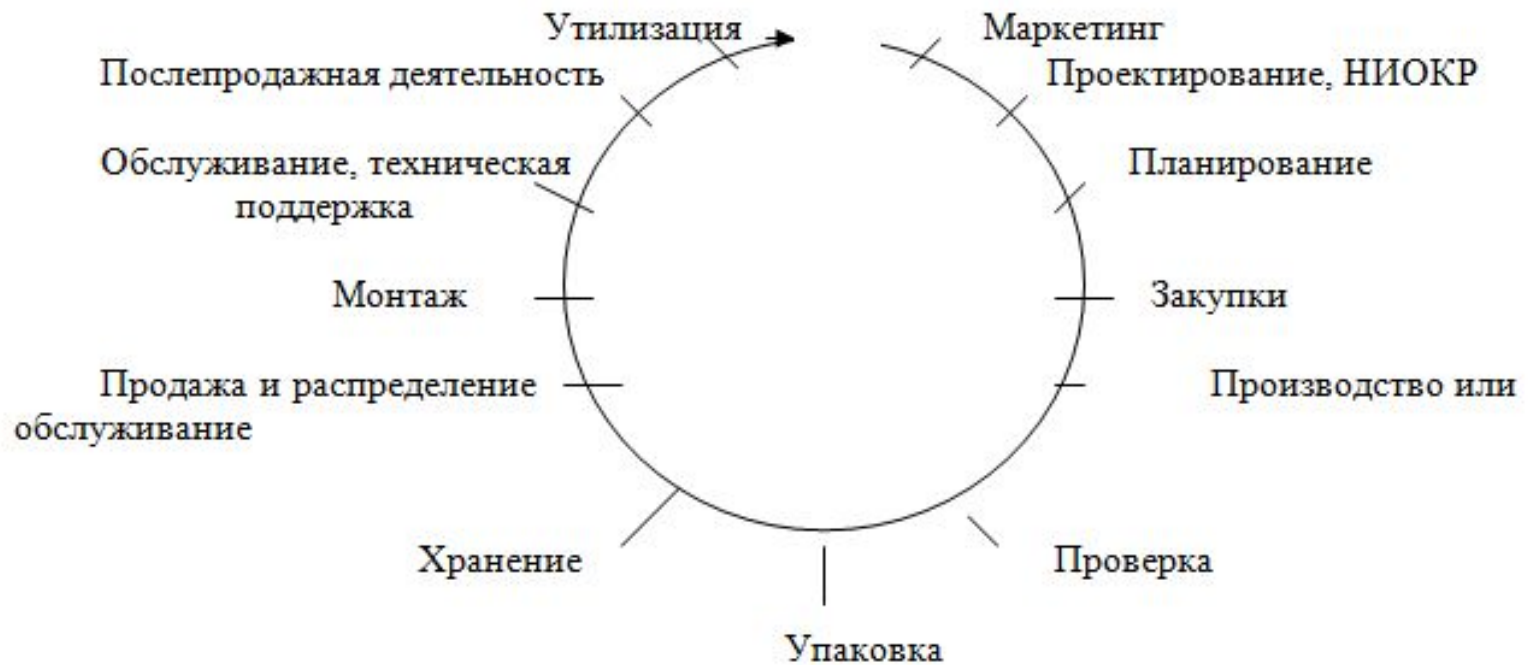 Утилизация
Маркетинг
Послепродажная деятельность
Проектирование, НИОКР
Обслуживание, техническая
поддержка
Планирование
Монтаж
Закупки
Продажа и распределение
Производство или
обслуживание
Хранение
Проверка
Упаковка